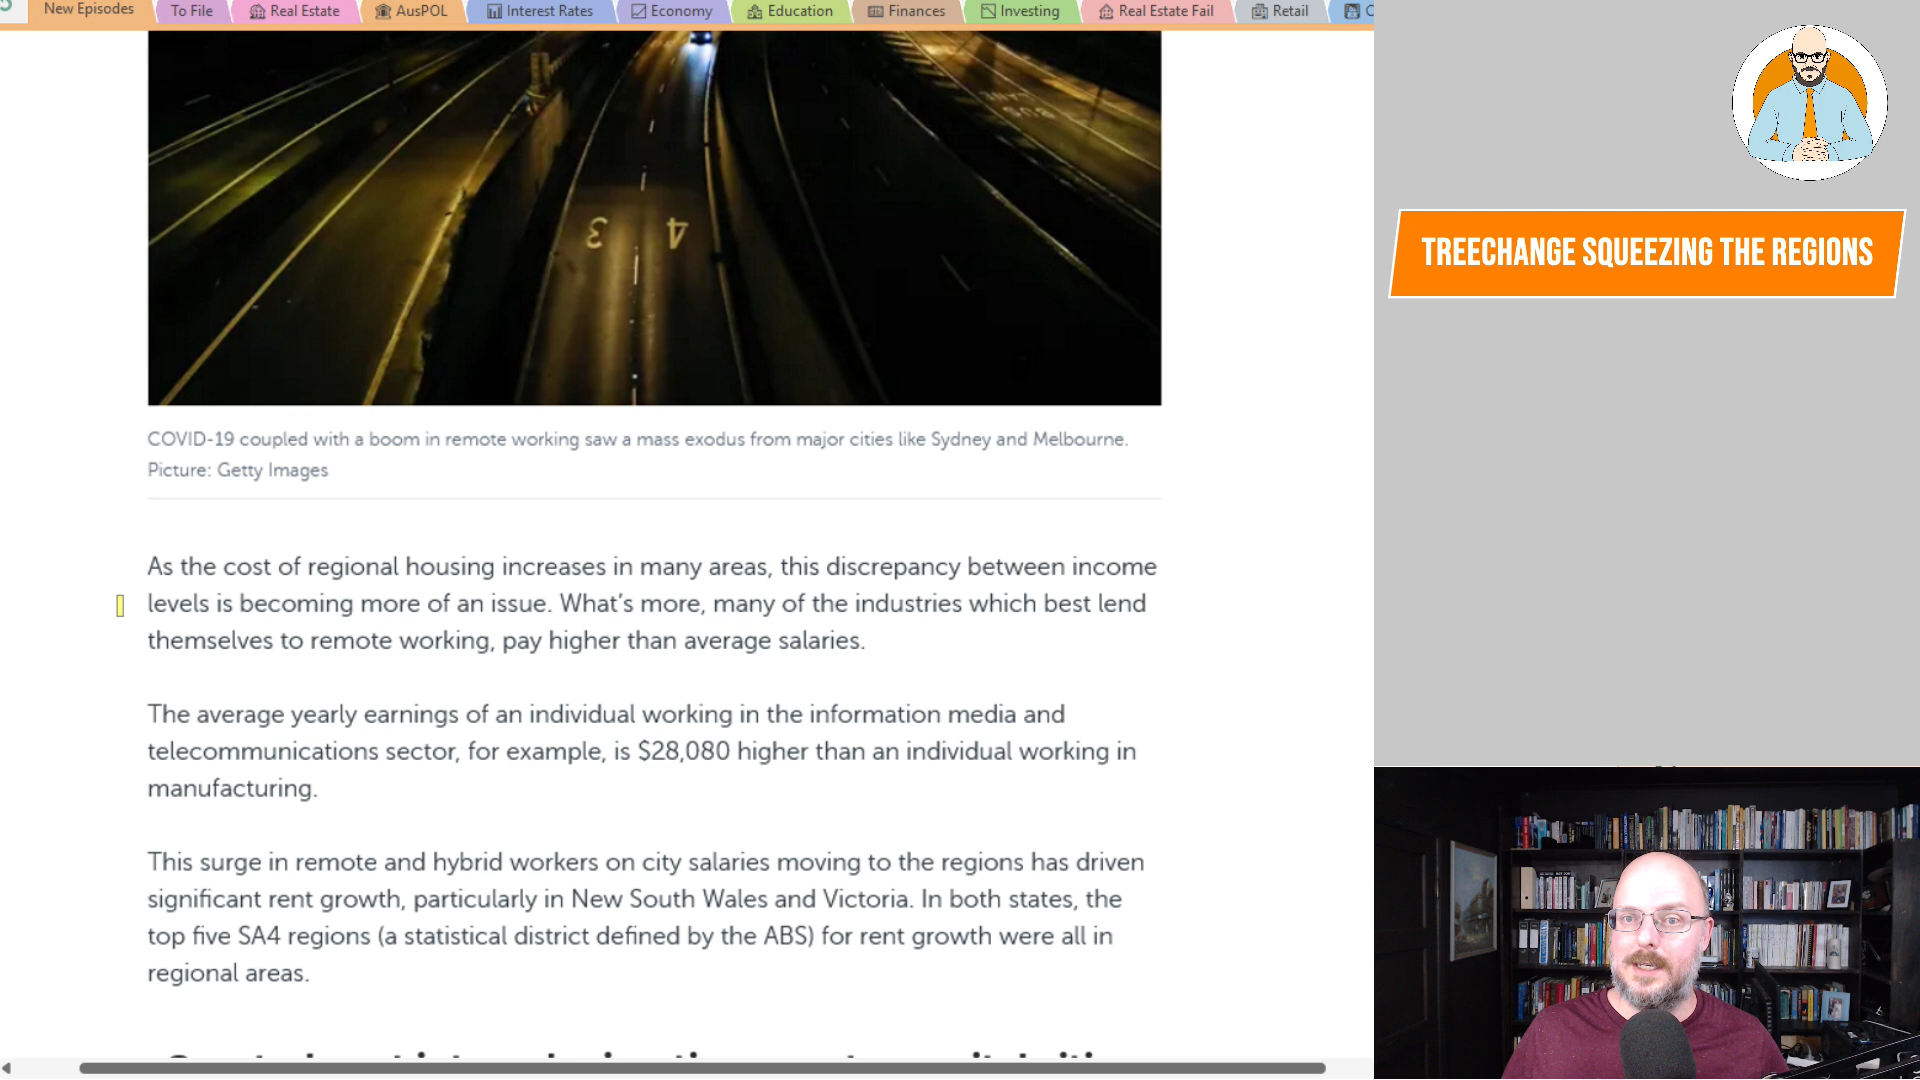 New Episodes
To File
Real Estate
AusPOL
Interest Rates
Economy
Education
Finances
Investing
Real Estate Fail
Retail
TREECHANGE SQUEEZING THE REGIONS
3 4
COVID-19 coupled with a boom in remote working saw a mass exodus from major cities like Sydney and Melbourne.
Picture: Getty Images
As the cost of regional housing increases in many areas, this discrepancy between income
levels is becoming more of an issue. What's more, many of the industries which best lend
themselves to remote working, pay higher than average salaries.
The average yearly earnings of an individual working in the information media and
telecommunications sector, for example, is $28,080 higher than an individual working in
manufacturing.
This surge in remote and hybrid workers on city salaries moving to the regions has driven
significant rent growth, particularly in New South Wales and Victoria. In both states, the
top five SA4 regions (a statistical district defined by the ABS) for rent growth were all in
regional areas.